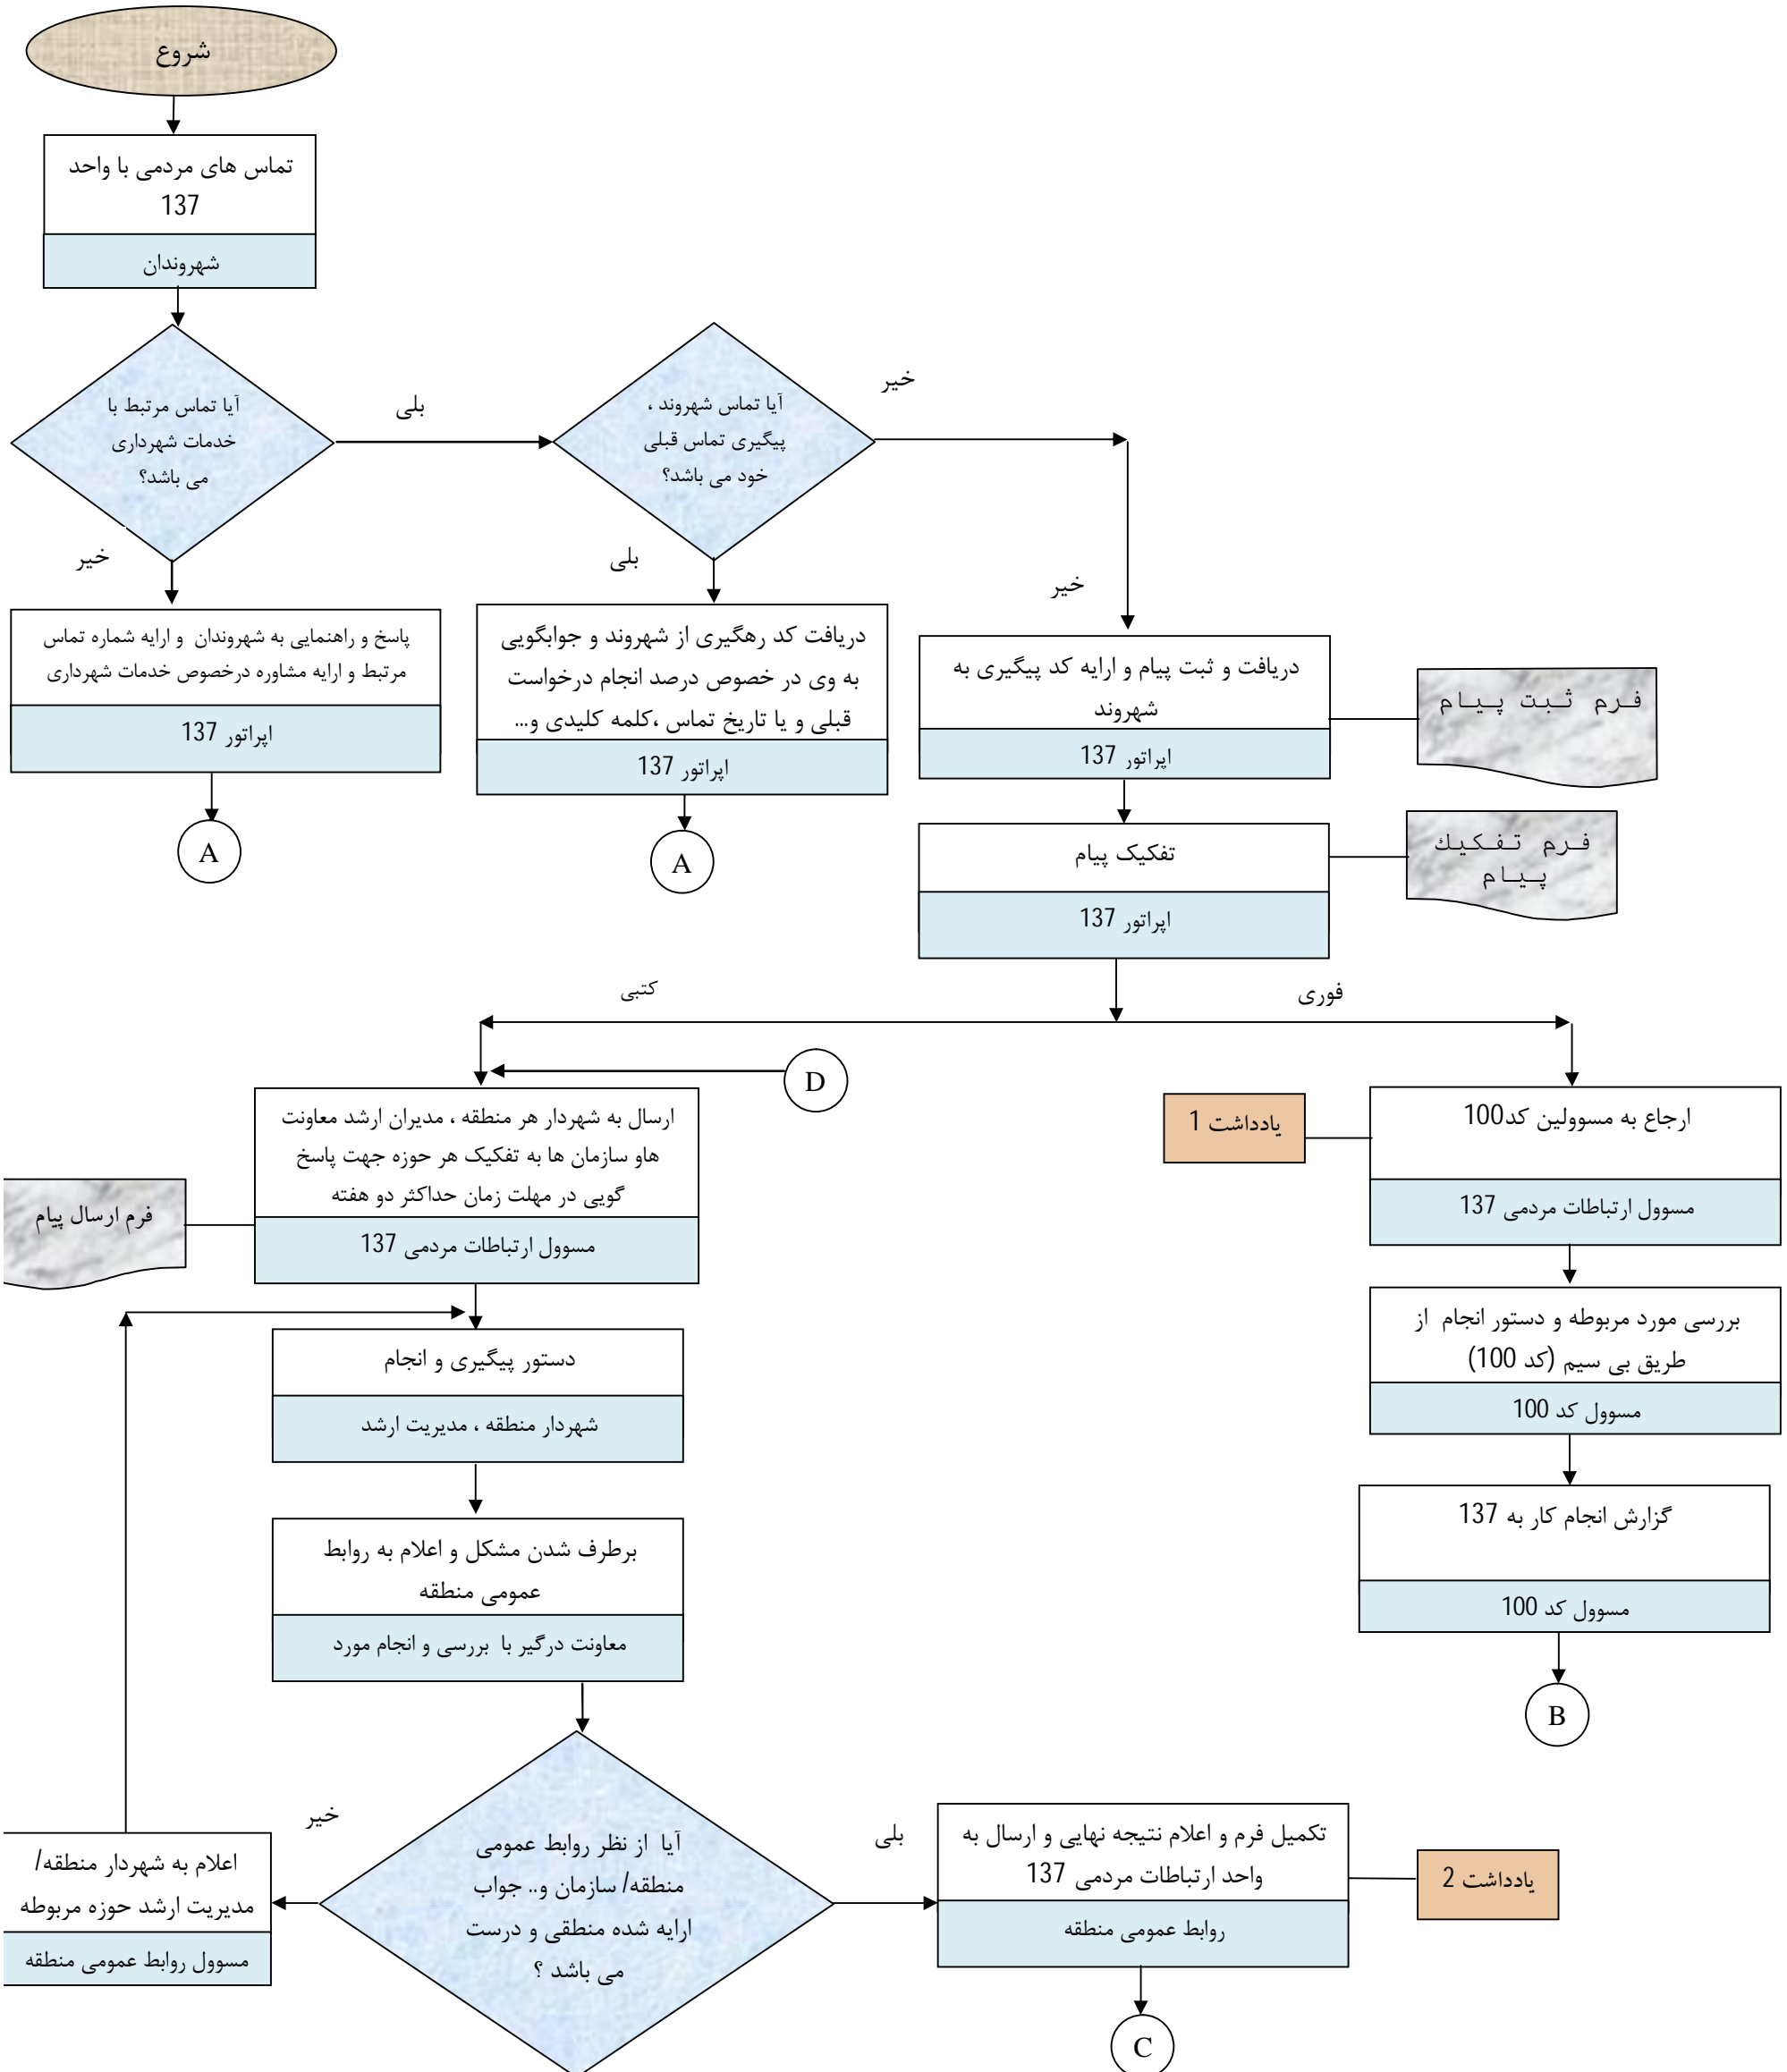 شروع
تماس های مردمی با واحد
137
شهروندان
آیا تماس مرتبط با
خدمات شهرداری
می باشد؟
بلی
خیر
آیا تماس شهروند ،
پیگیری تماس قبلی
خود می باشد؟
خیر
بلی
خیر
پاسخ و راهنمایی به شهروندان و ارایه شماره تماس
مرتبط و ارایه مشاوره درخصوص خدمات شهرداری
اپراتور 137
A
دریافت کد رهگیری از شهروند و جوابگویی
به وی در خصوص درصد انجام درخواست
قبلی و یا تاریخ تماس ،کلمه کلیدی و...
اپراتور 137
A
دریافت و ثبت پیام و ارایه کد پیگیری به
شهروند
اپراتور 137
فرم ثبت پیام
تفکیک پیام
اپراتور 137
فرم تفكيك
پیام
کتبی
فوری
D
ارسال به شهردار هر منطقه ، مدیران ارشد معاونت
هاو سازمان ها به تفکیک هر حوزه جهت پاسخ
گویی در مهلت زمان حداکثر دو هفته
مسوول ارتباطات مردمی 137
فرم ارسال پیام
یادداشت 1
ارجاع به مسوولین کد100
مسوول ارتباطات مردمی 137
بررسی مورد مربوطه و دستور انجام از
طریق بی سیم (کد 100)
مسوول کد 100
گزارش انجام کار به 137
مسوول کد 100
B
دستور پیگیری و انجام
شهردار منطقه ، مدیریت ارشد
برطرف شدن مشکل و اعلام به روابط
عمومی منطقه
معاونت درگیر با بررسی و انجام مورد
آیا از نظر روابط عمومی
منطقه/ سازمان و.. جواب
ارایه شده منطقی و درست
می باشد ؟
خیر
بلی
اعلام به شهردار منطقه/
مدیریت ارشد حوزه مربوطه
مسوول روابط عمومی منطقه
تکمیل فرم و اعلام نتیجه نهایی و ارسال به
واحد ارتباطات مردمی 137
روابط عمومی منطقه
یادداشت 2
C